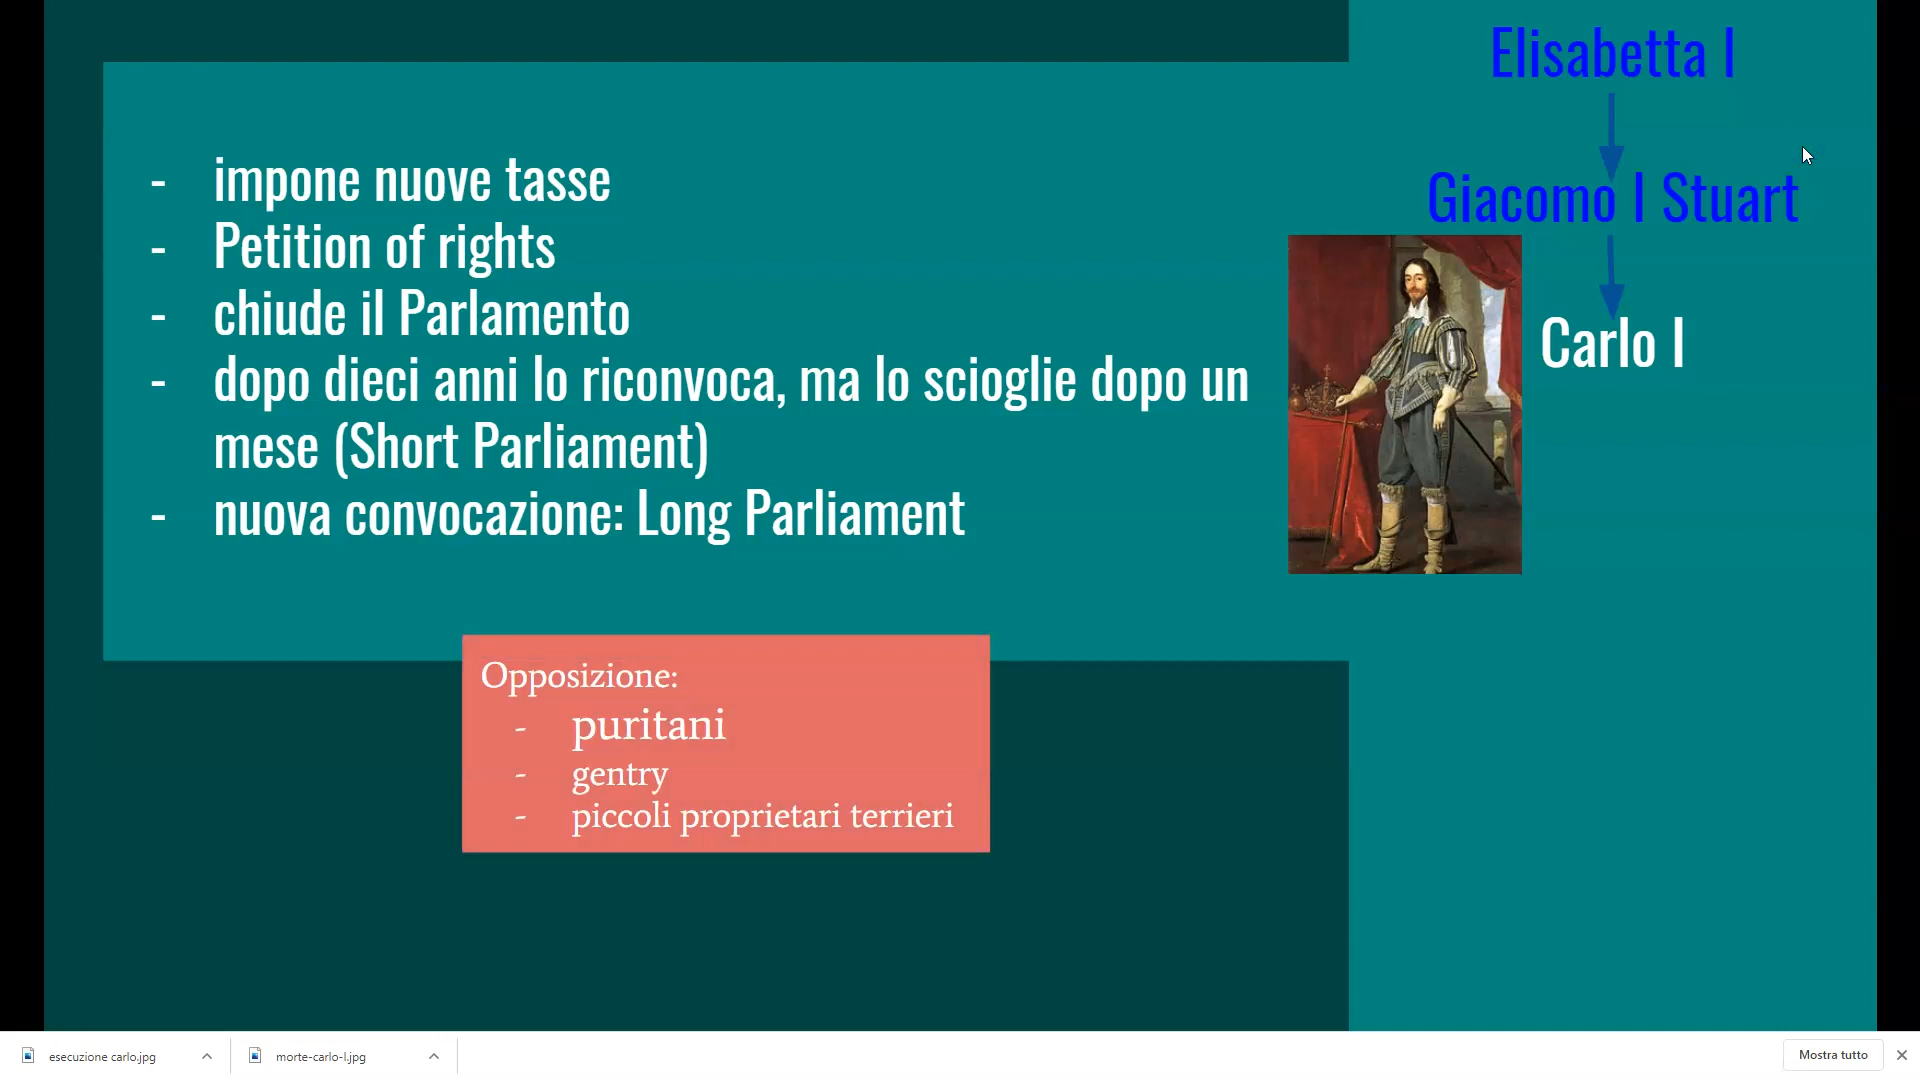 Elisabetta I
Giacomo I Stuart
Carlo I
- impone nuove tasse
- Petition of rights
- chiude il Parlamento
- dopo dieci anni lo riconvoca, ma lo scioglie dopo un
mese (Short Parliament)
- nuova convocazione: Long Parliament
Opposizione:
- puritani
- gentry
- piccoli proprietari terrieri
esecuzione carlo.jpg
morte-carlo-I.jpg
Mostra tutto